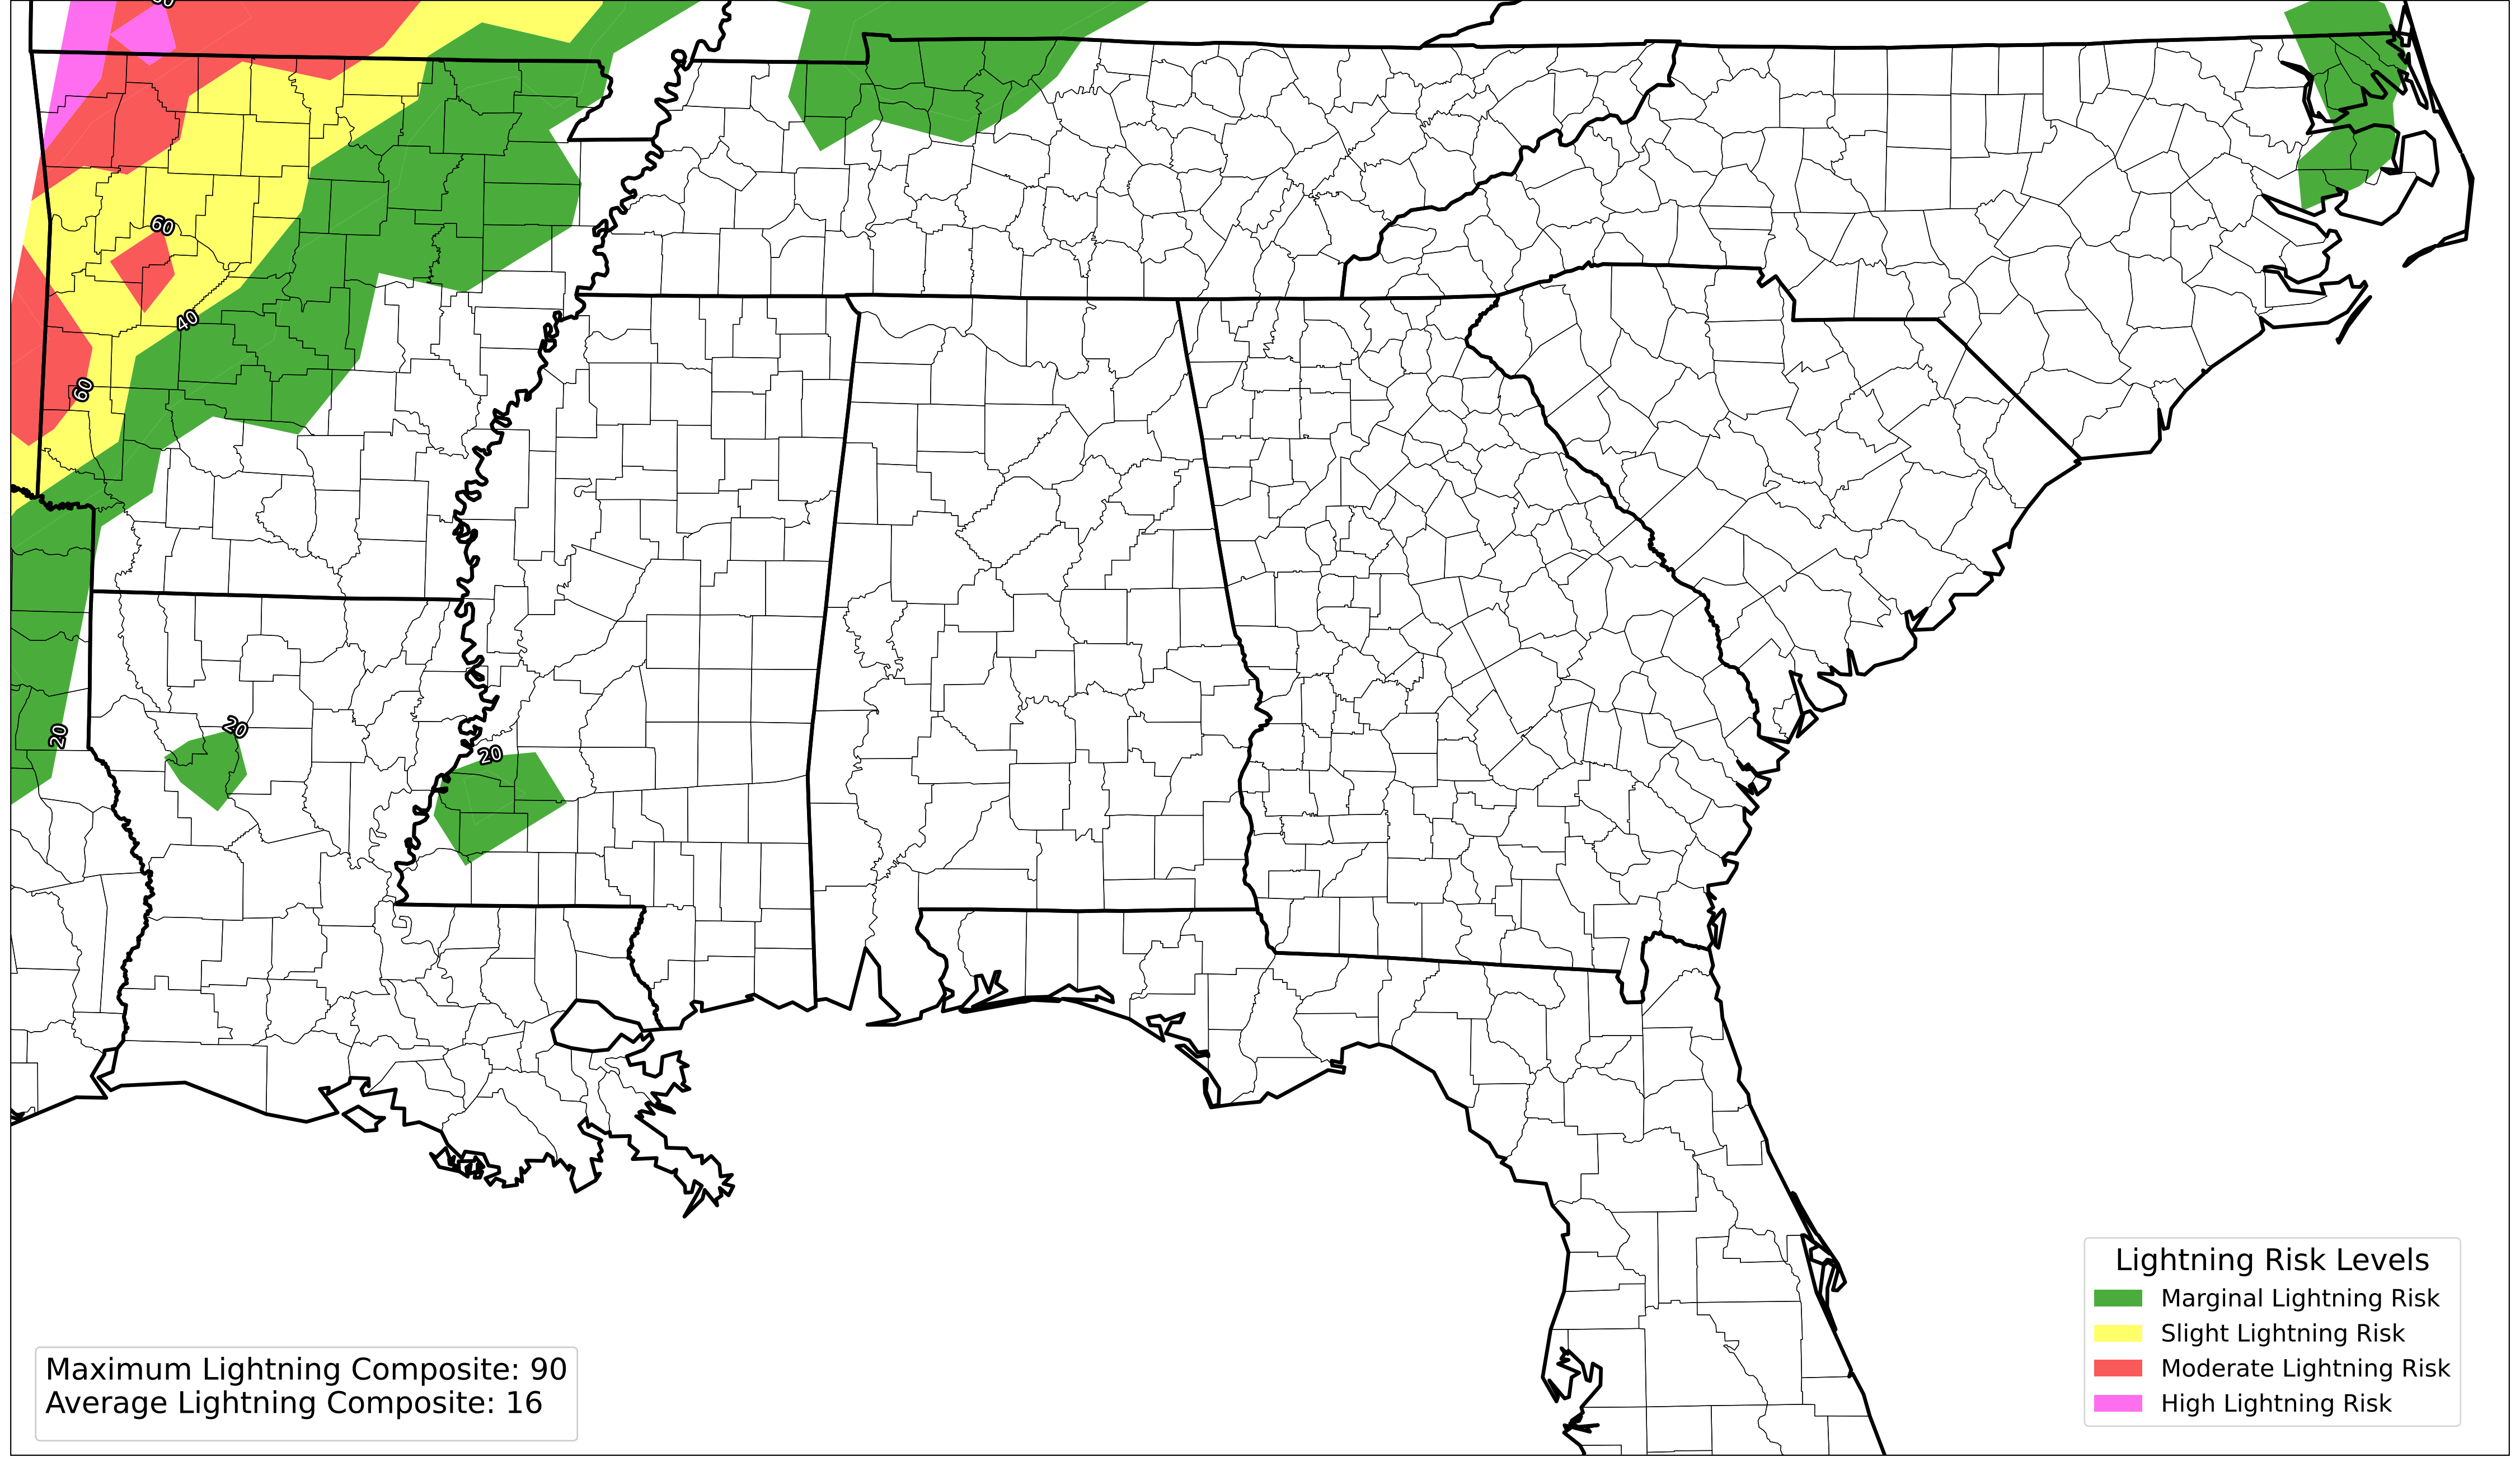 60
40
60
20
20
20
Lightning Risk Levels
Marginal Lightning Risk
Slight Lightning Risk
Moderate Lightning Risk
High Lightning Risk
Maximum Lightning Composite: 90
Average Lightning Composite: 16